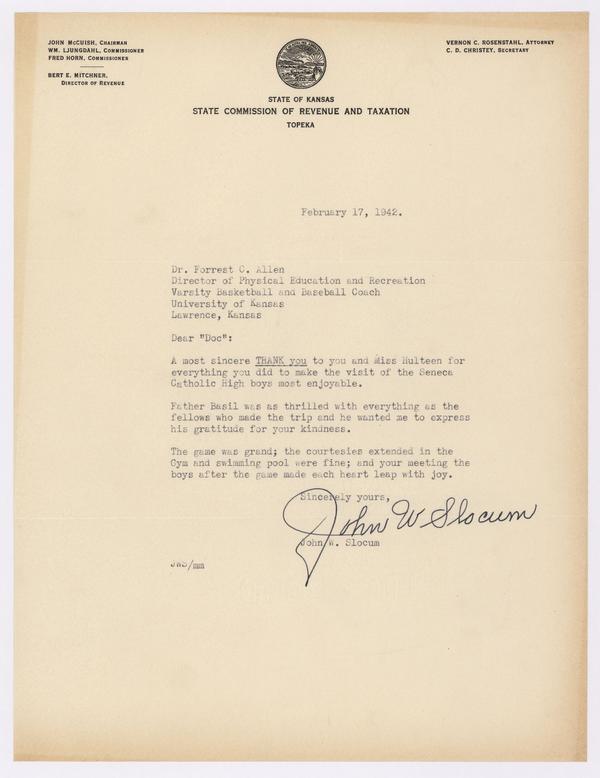 JOHN McCUISH, CHAIRMAN
WM. LJUNGDAHL, COMMISSIONER
FRED HORN, COMMISSIONER
BERT E. MITCHNER,
DIRECTOR OF REVENUE
VERNON C. ROSENSTAHL, ATTORNEY
C. D. CHRISTEY, SECRETARY
STATE OF KANSAS
STATE COMMISSION OF REVENUE AND TAXATION
TOPEKA
February 17, 1942.
Dr. Forrest C. Allen
Director of Physical Education and Recreation
Varsity Basketball and Baseball Coach
University of Kansas
Lawrence, Kansas
Dear "Doc":
A most sincere THANK you to you and Miss Hulteen for
everything you did to make the visit of the Seneca
Catholic High boys most enjoyable.
Father Basil was as thrilled with everything as the
fellows who made the trip and he wanted me to express
his gratitude for your kindness.
The game was grand; the courtesies extended in the
Gym and swimming pool were fine; and your meeting the
boys after the game made each heart leap with joy.
Sincerely yours,
John W Slocum
John W. Slocum
JWS/mm